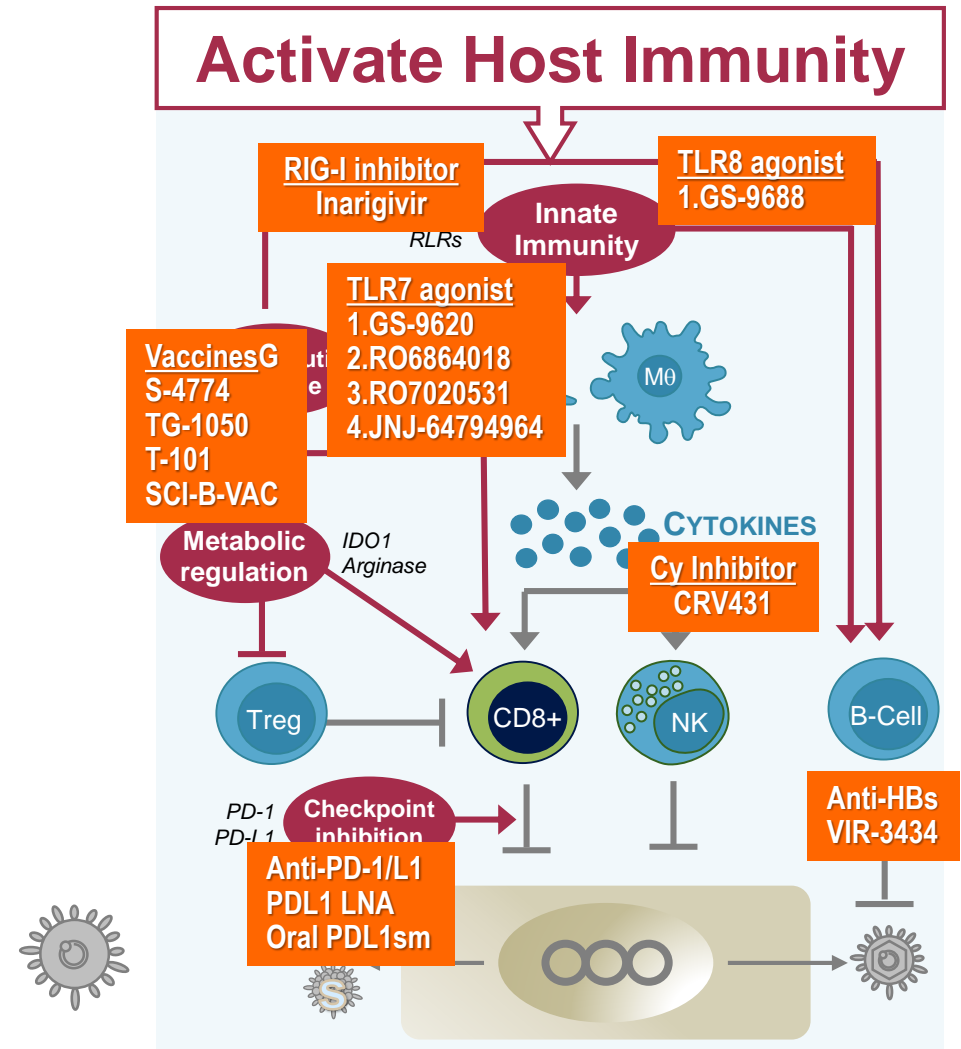 Activate Host Immunity
RIG-I inhibitor
Inarigivir
TLR8 agonist
1.GS-9688
Innate
Immunity
RLRs
TLR7 agonist
1.GS-9620
2.RO6864018
3.RO7020531
4.JNJ-64794964
VaccinesG
S-4774
TG-1050
T-101
SCI-B-VAC
Mθ
CYTOKINES
Metabolic
regulation
IDO1
Arginase
Cy Inhibitor
CRV431
Treg
CD8+
NK
B-Cell
PD-1
PD-L1
Checkpoint
inhibition
Anti-PD-1/L1
PDL1 LNA
Oral PDL1sm
Anti-HBs
VIR-3434
S